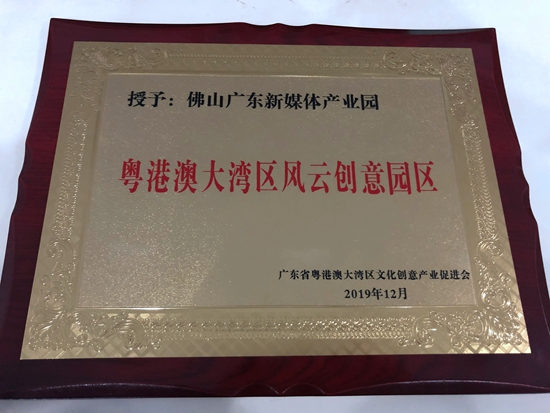 授予：佛山广东新媒体产业园
粤港澳大湾区风云创意园区
广东省粤港澳大湾区文化创意产业促进会
2019年12月